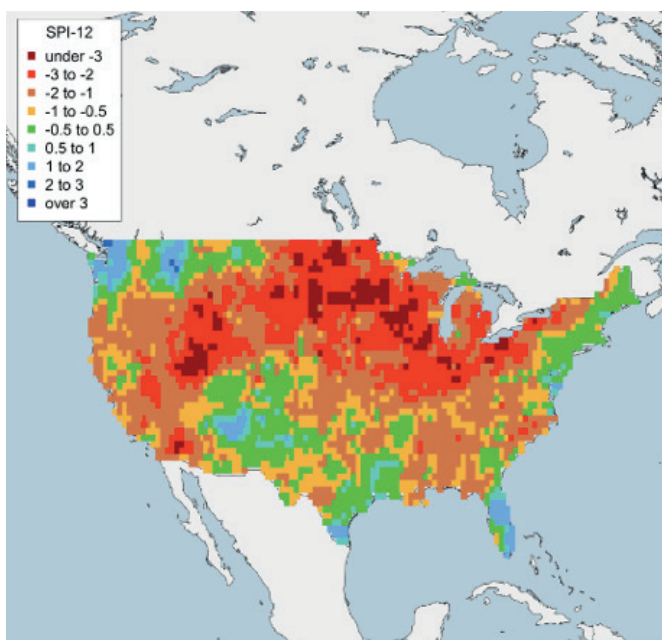 SPI-12
under -3
-3 to -2
-2 to -1
-1 to -0.5
-0.5 to 0.5
0.5 to 1
1 to 2
2 to 3
over 3